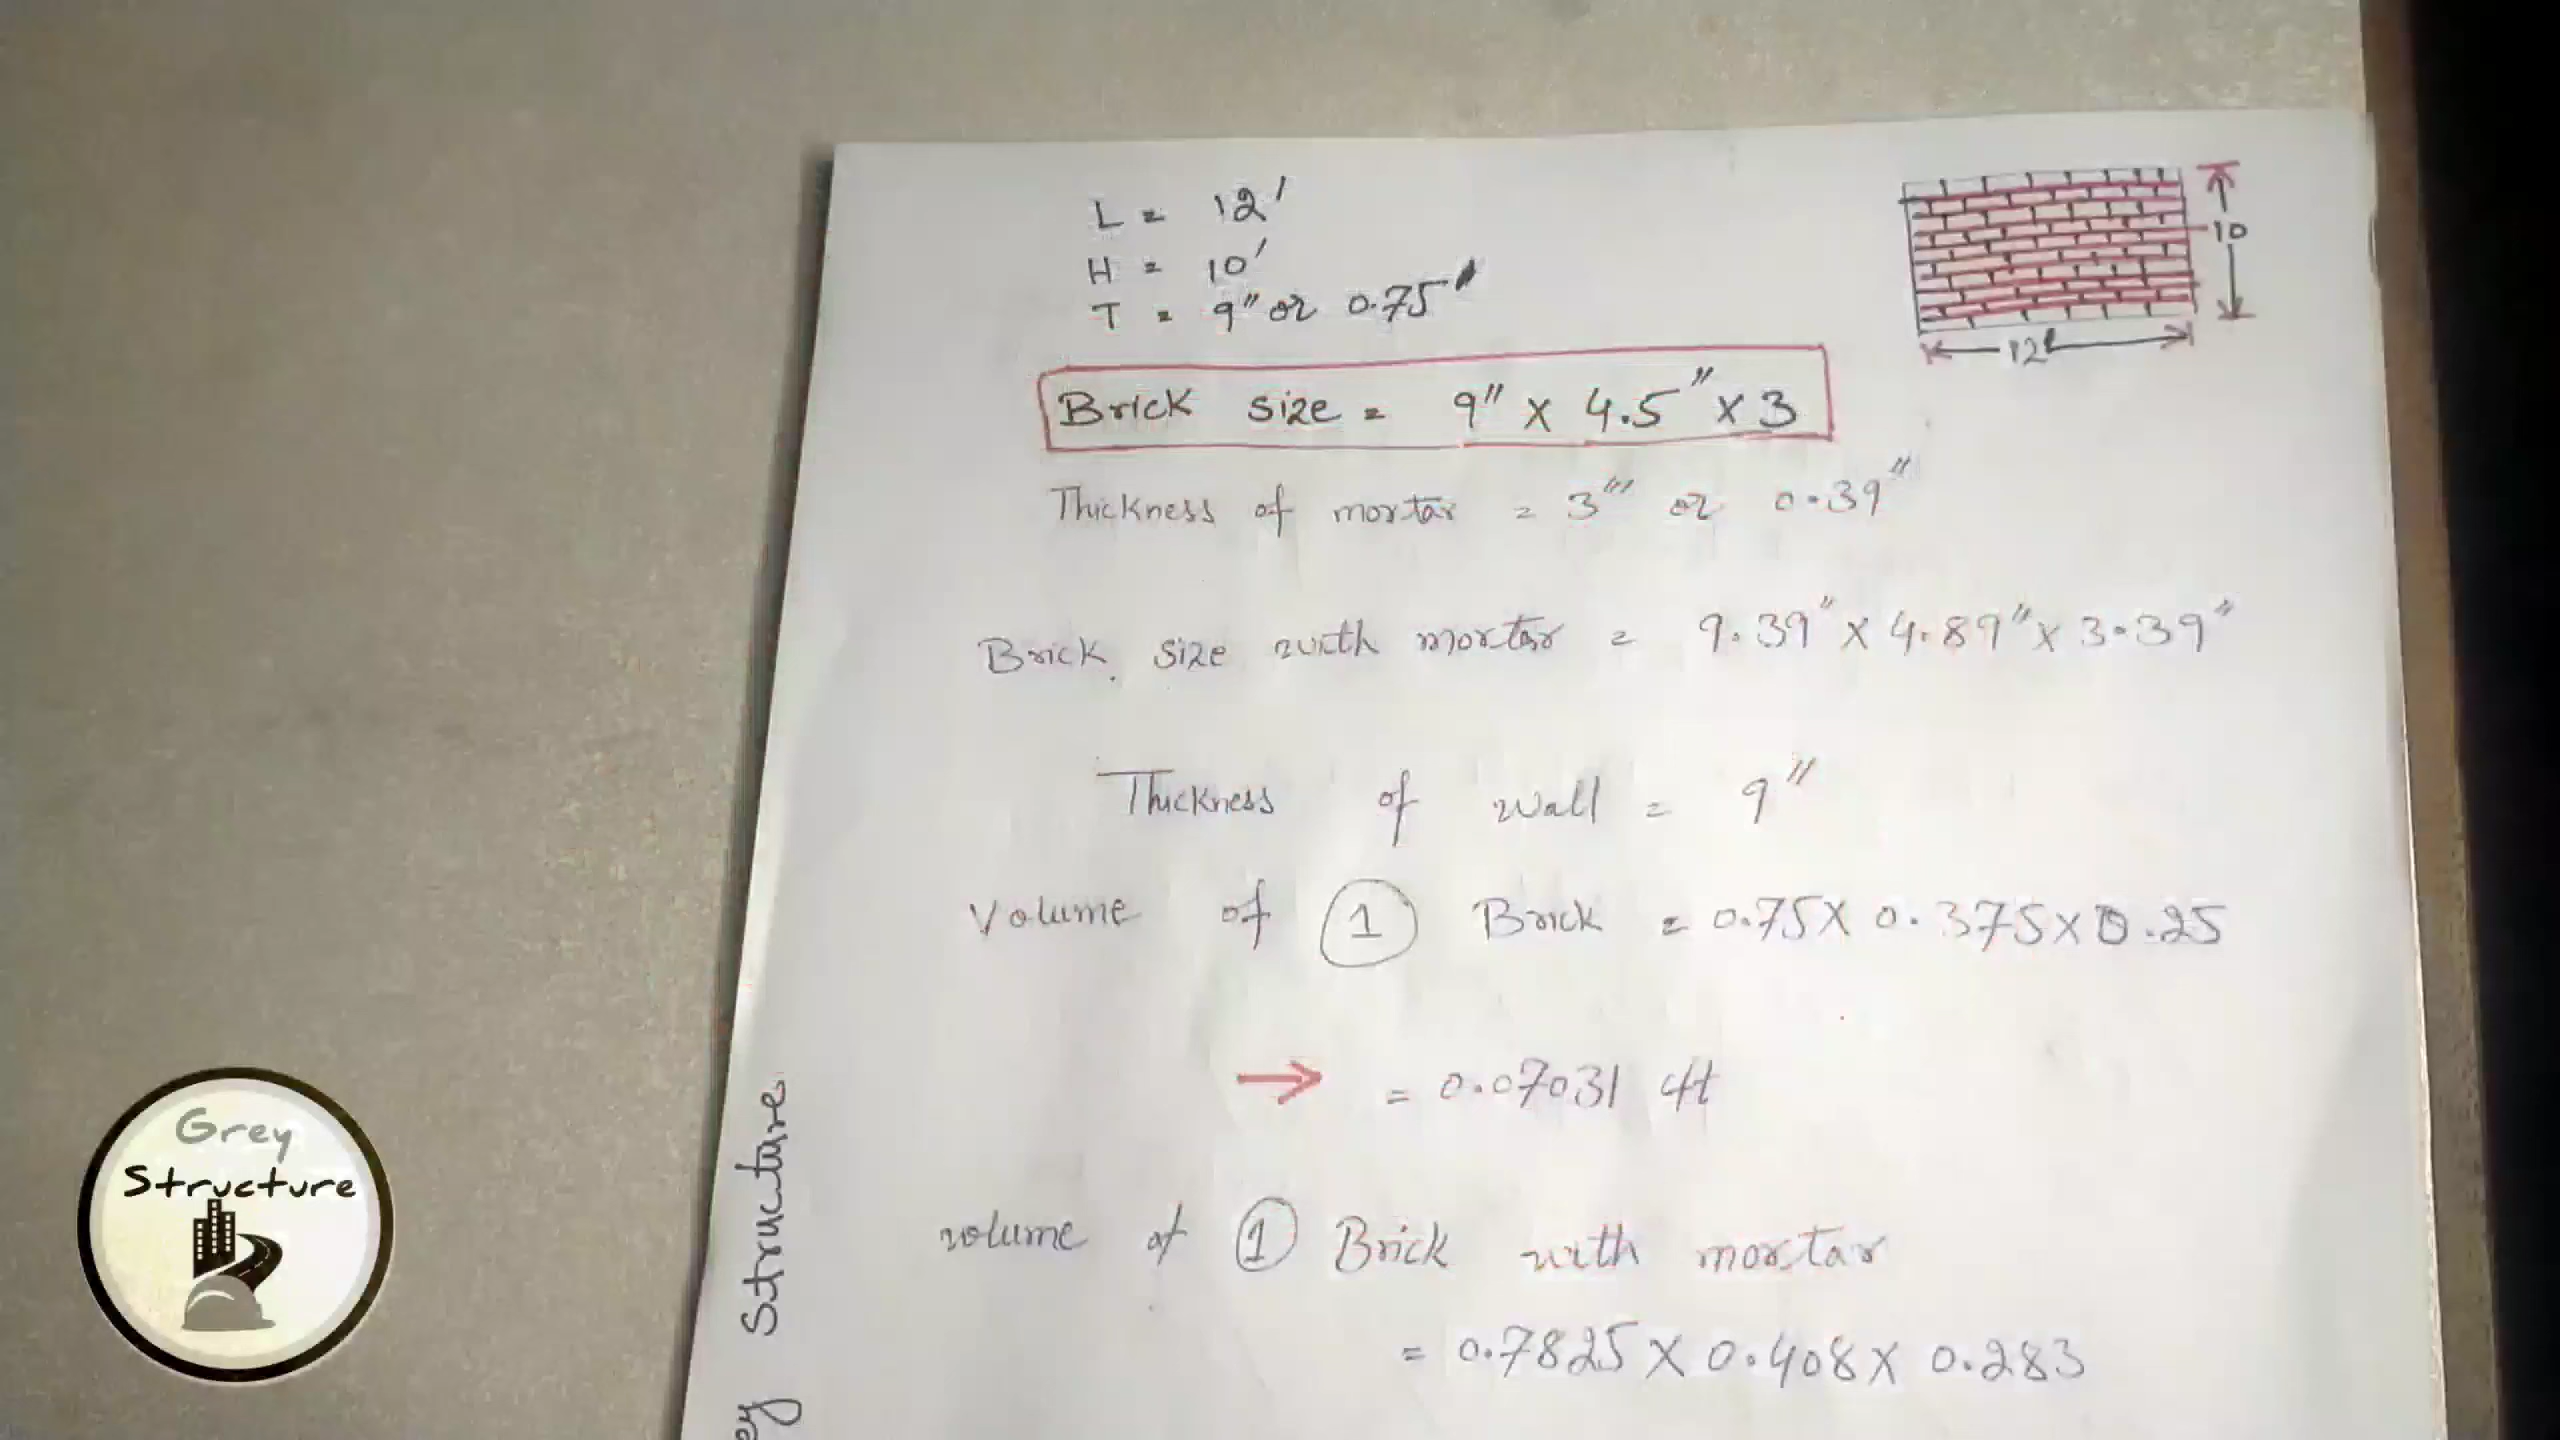 L = 12'
H = 10'
T = 9" or 0.75'
10
12'
Brick size = 9" x 4.5" x 3
Thickness of mortar = 3''' or 0.39"
Brick size with mortar = 9.39" x 4.89" x 3.39"
Thickness of wall = 9"
Volume of 1 Brick = 0.75 x 0.375 x 0.25
→ = 0.07031 cft
volume of 1 Brick with mortar
= 0.7825 x 0.408 x 0.283
ey Structure
Grey
Structure